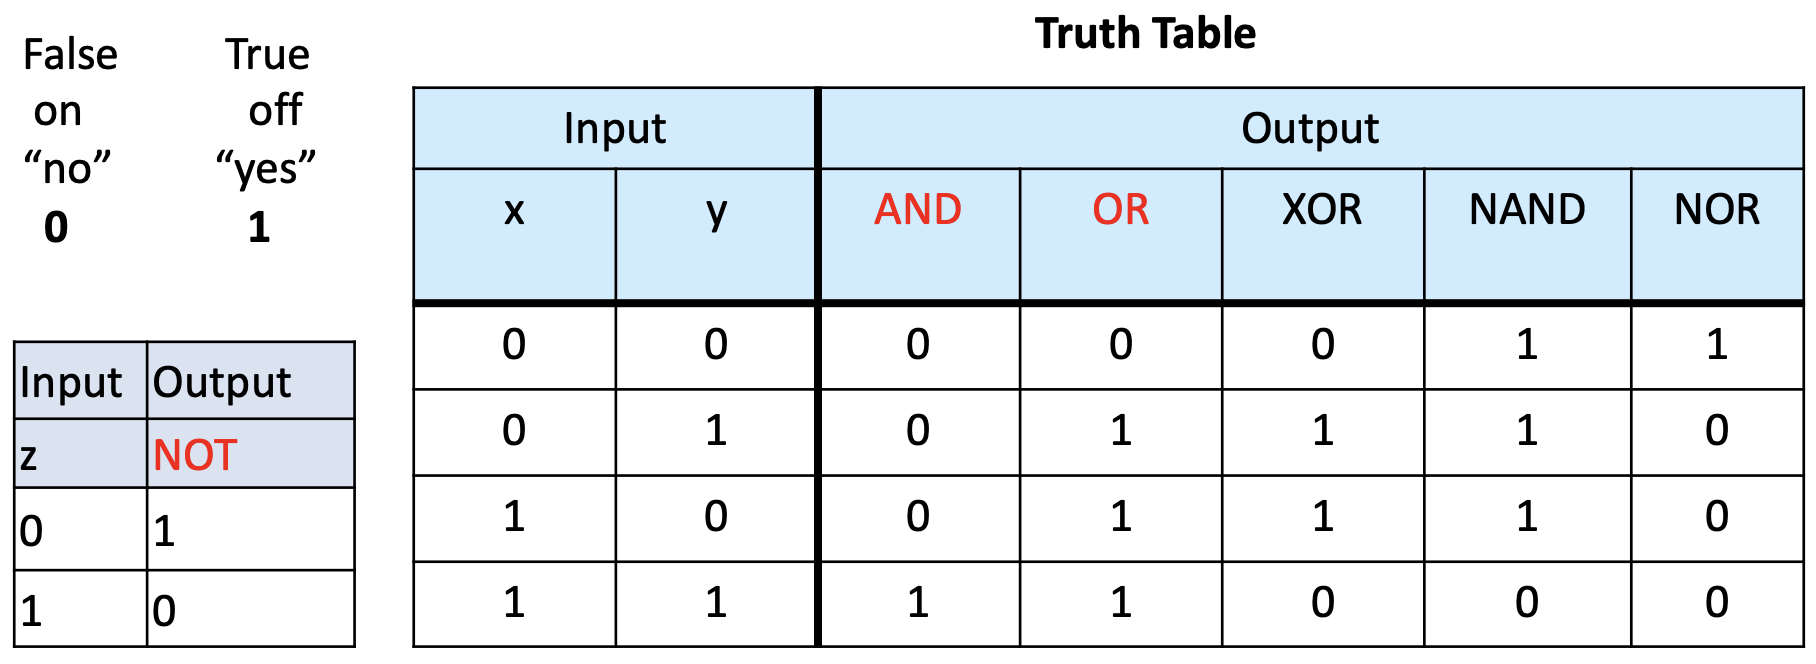 Truth Table
False True
on off
“no” “yes”
0 1
Input Output
x y AND OR XOR NAND NOR
0 0 0 0 0 1 1
0 1 0 1 1 1 0
1 0 0 1 1 1 0
1 1 1 1 0 0 0
Input Output
z NOT
0 1
1 0